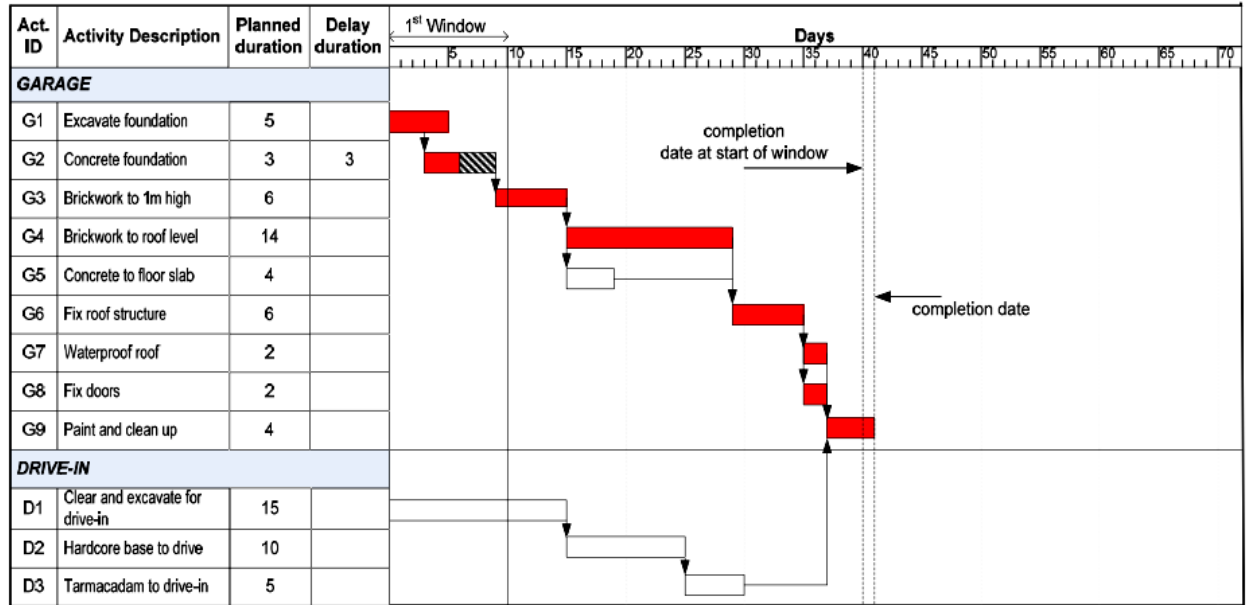 Act. ID Activity Description Planned duration Delay duration 1st Window Days
5 10 15 20 25 30 35 40 45 50 55 60 65 70
GARAGE
G1 Excavate foundation 5
completion
date at start of window
G2 Concrete foundation 3 3
G3 Brickwork to 1m high 6
G4 Brickwork to roof level 14
G5 Concrete to floor slab 4
G6 Fix roof structure 6
completion date
G7 Waterproof roof 2
G8 Fix doors 2
G9 Paint and clean up 4
DRIVE-IN
D1 Clear and excavate for drive-in 15
D2 Hardcore base to drive 10
D3 Tarmacadam to drive-in 5